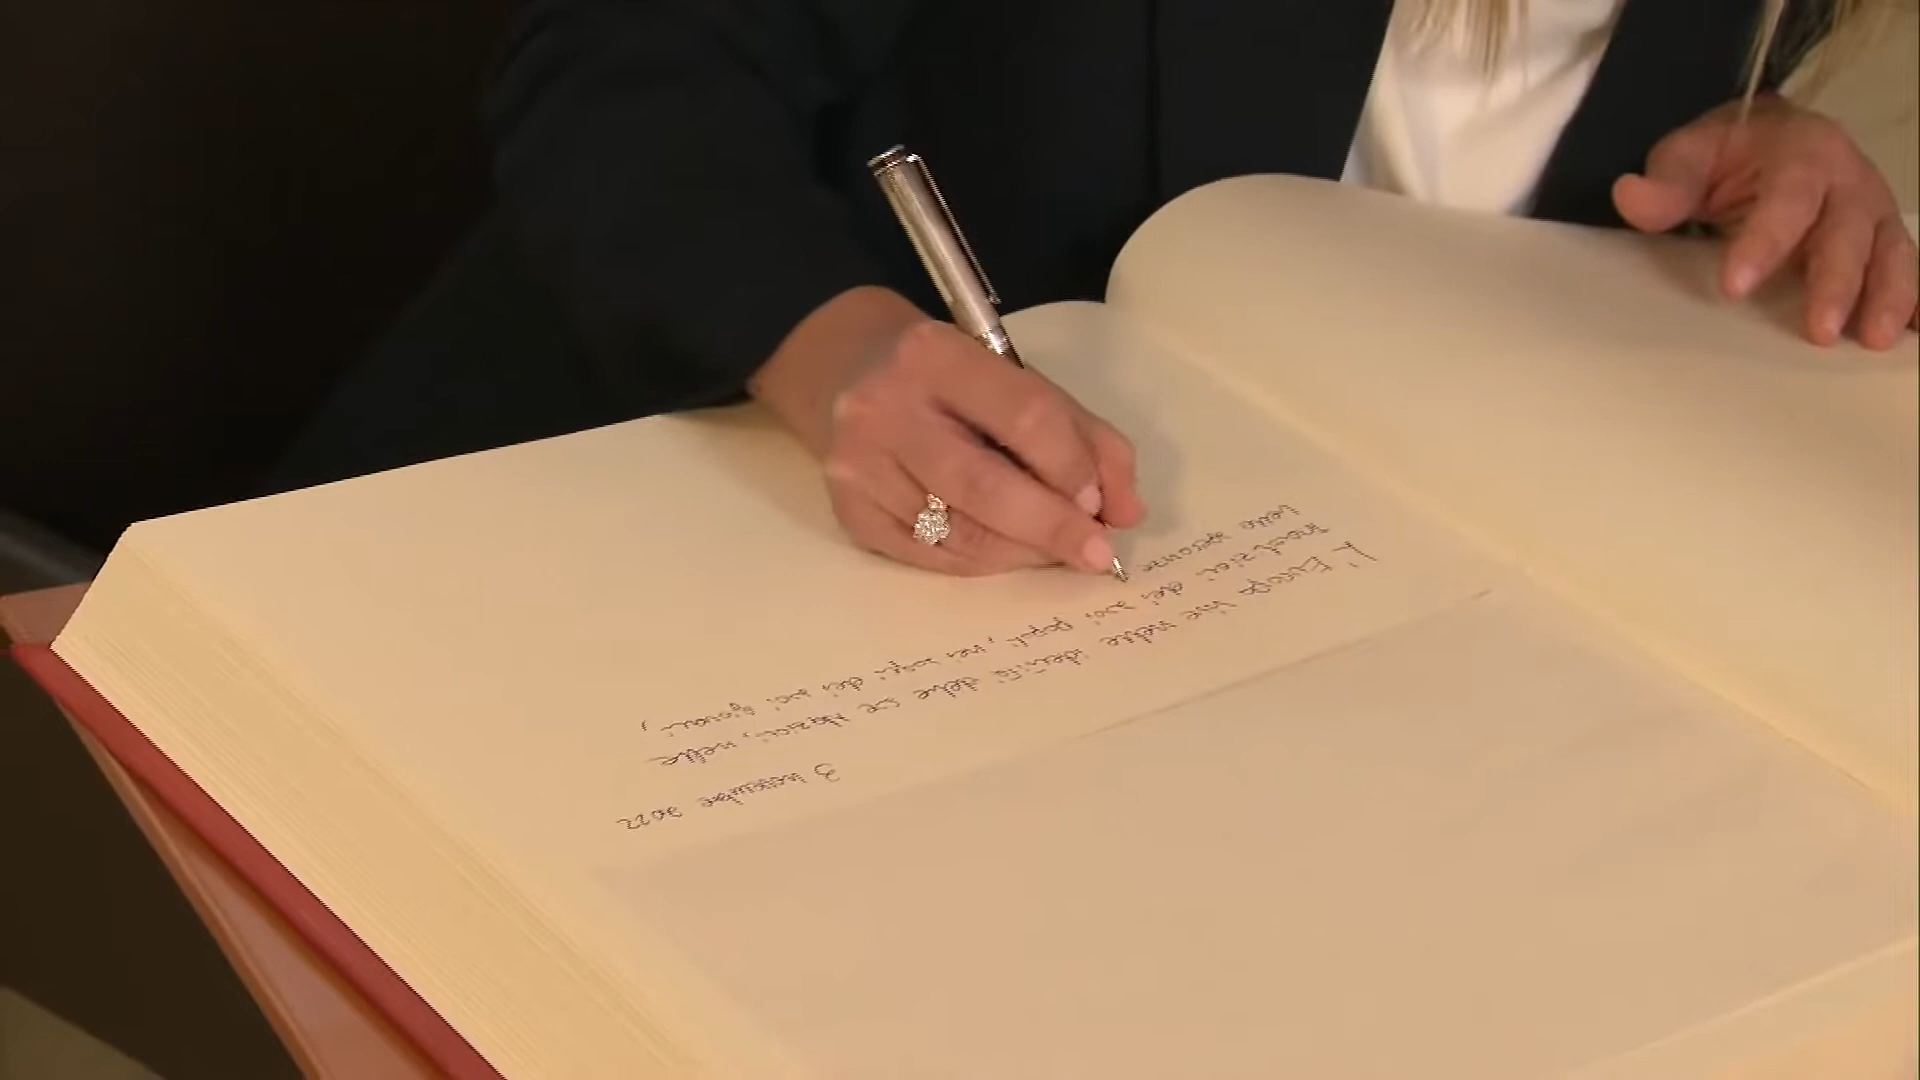 3 novembre 2022
L'Europa vive nelle identità delle sue Nazioni, nelle
tradizioni dei suoi popoli, nei sogni dei suoi giovani,
nelle speranze